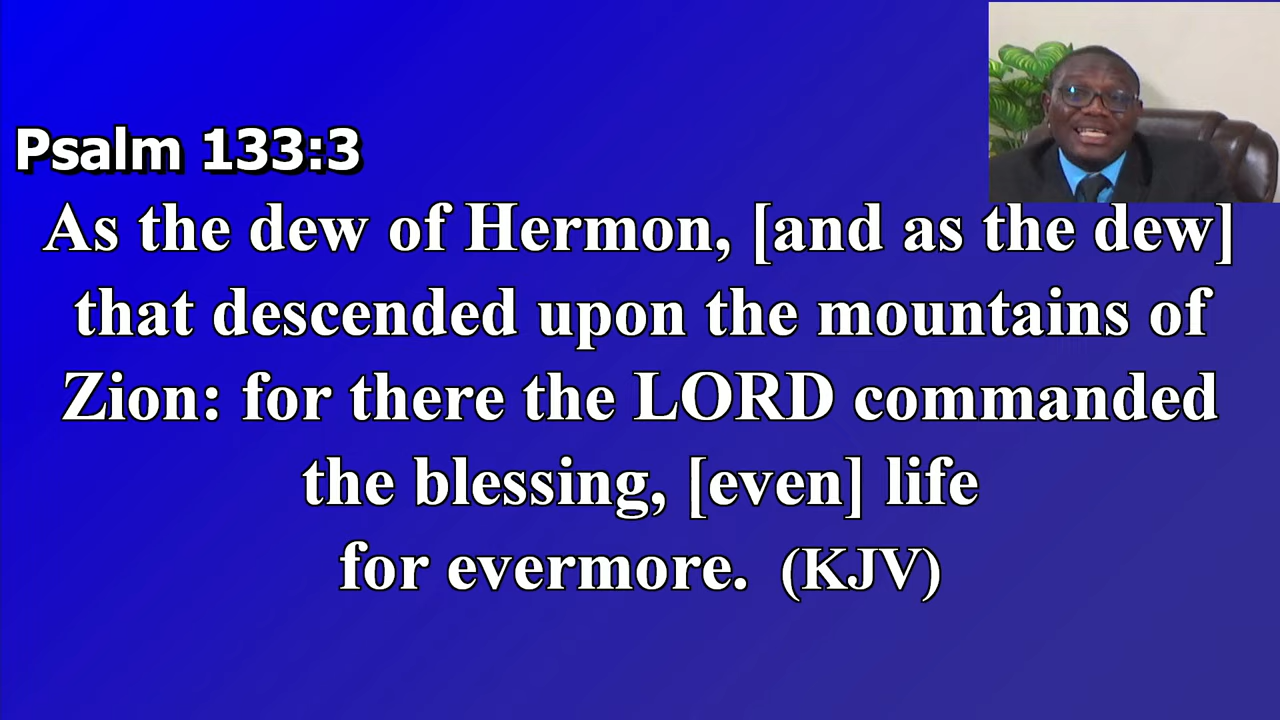 Psalm 133:3
As the dew of Hermon, [and as the dew]
that descended upon the mountains of
Zion: for there the LORD commanded
the blessing, [even] life
for evermore. (KJV)